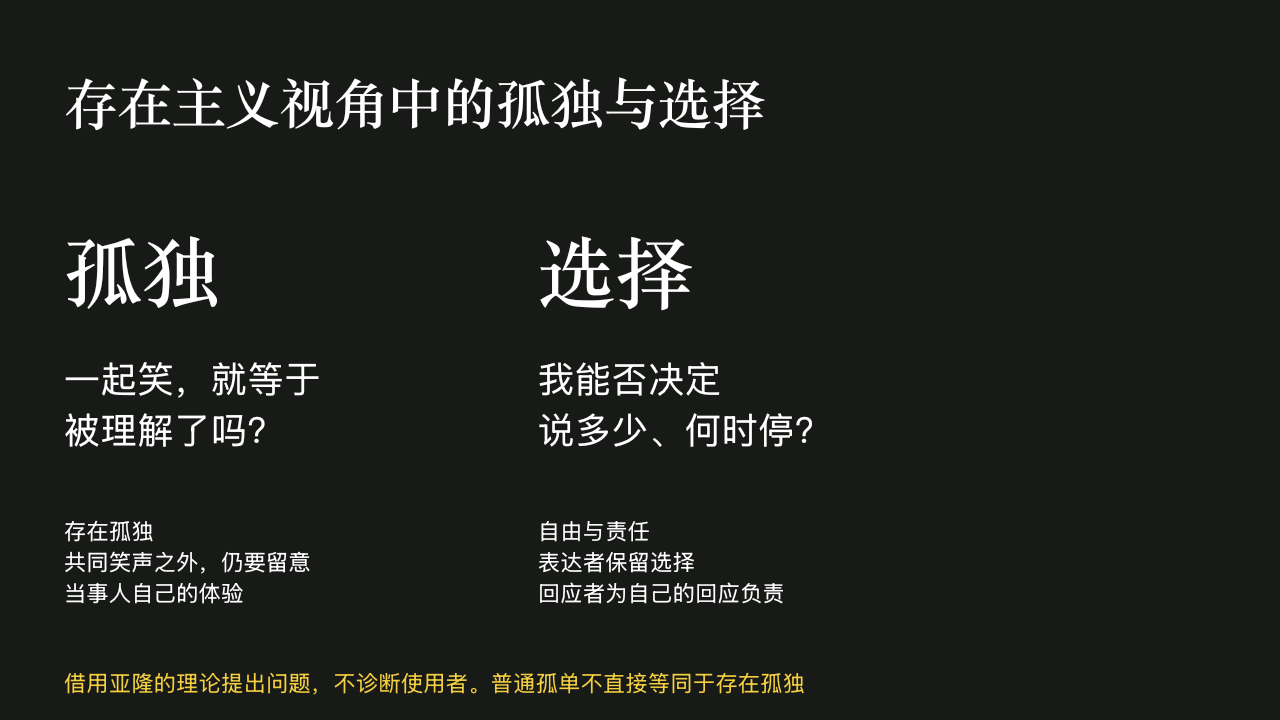 存在主义视角中的孤独与选择
孤独
一起笑，就等于
被理解了吗？
存在孤独
共同笑声之外，仍要留意
当事人自己的体验
选择
我能否决定
说多少、何时停？
自由与责任
表达者保留选择
回应者为自己的回应负责
借用亚隆的理论提出问题，不诊断使用者。普通孤单不直接等同于存在孤独